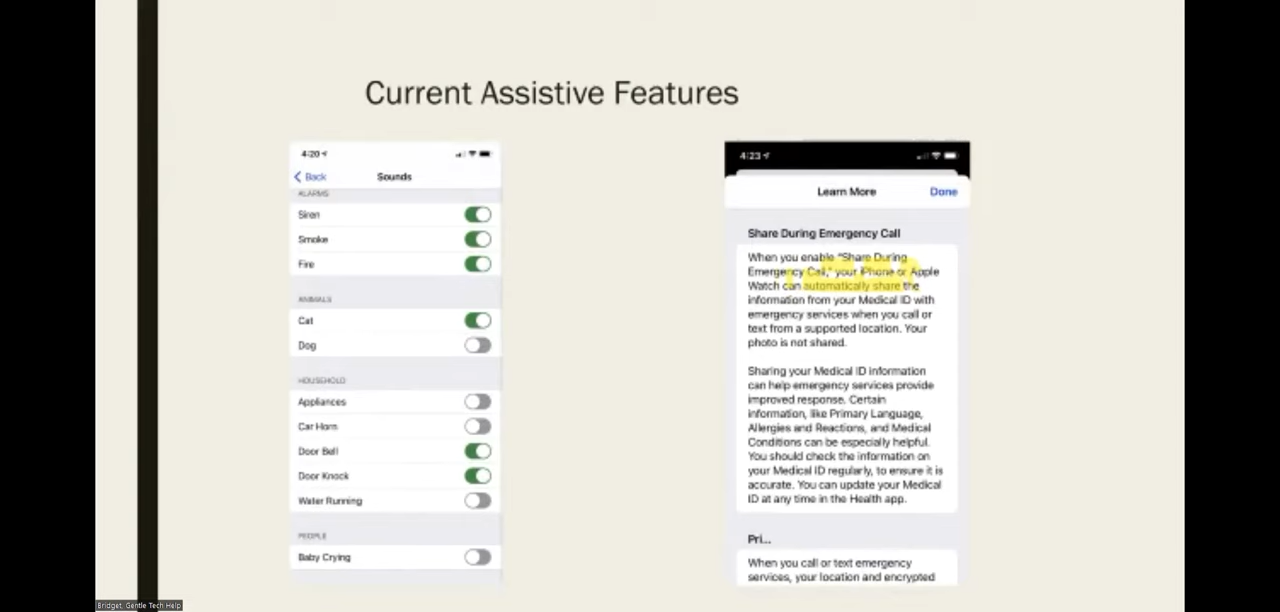 Current Assistive Features
4:20
Back
Sounds
ALARMS
Siren
Smoke
Fire
ANIMALS
Cat
Dog
HOUSEHOLD
Appliances
Car Horn
Door Bell
Door Knock
Water Running
PEOPLE
Baby Crying
4:23
Learn More
Done
Share During Emergency Call
When you enable "Share During
Emergency Call," your iPhone or Apple
Watch can automatically share the
information from your Medical ID with
emergency services when you call or
text from a supported location. Your
photo is not shared.
Sharing your Medical ID information
can help emergency services provide
improved response. Certain
information, like Primary Language,
Allergies and Reactions, and Medical
Conditions can be especially helpful.
You should check the information on
your Medical ID regularly, to ensure it is
accurate. You can update your Medical
ID at any time in the Health app.
Pri...
When you call or text emergency
services, your location and encrypted
Bridget, Gentle Tech Help